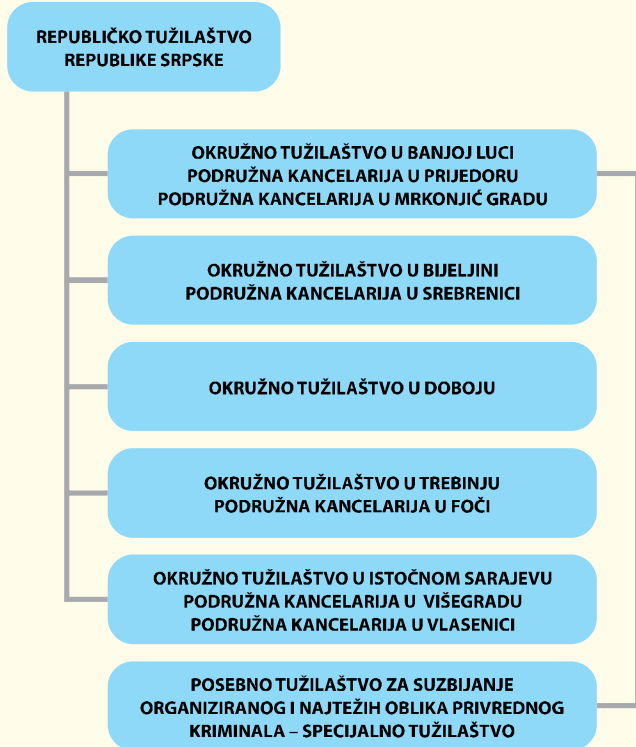 REPUBLIČKO TUŽILAŠTVO
REPUBLIKE SRPSKE
OKRUŽNO TUŽILAŠTVO U BANJOJ LUCI
PODRUŽNA KANCELARIJA U PRIJEDORU
PODRUŽNA KANCELARIJA U MRKONJIĆ GRADU
OKRUŽNO TUŽILAŠTVO U BIJELJINI
PODRUŽNA KANCELARIJA U SREBRENICI
OKRUŽNO TUŽILAŠTVO U DOBOJU
OKRUŽNO TUŽILAŠTVO U TREBINJU
PODRUŽNA KANCELARIJA U FOČI
OKRUŽNO TUŽILAŠTVO U ISTOČNOM SARAJEVU
PODRUŽNA KANCELARIJA U VIŠEGRADU
PODRUŽNA KANCELARIJA U VLASENICI
POSEBNO TUŽILAŠTVO ZA SUZBIJANJE
ORGANIZIRANOG I NAJTEŽIH OBLIKA PRIVREDNOG
KRIMINALA – SPECIJALNO TUŽILAŠTVO